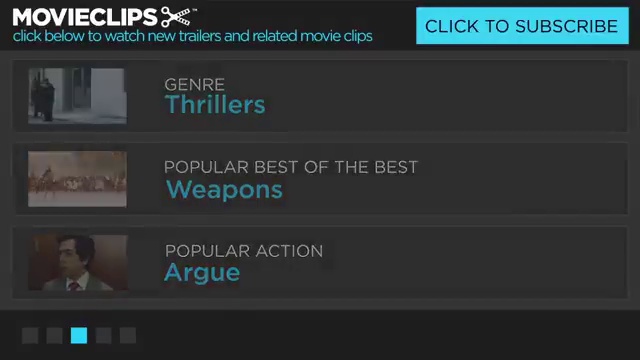 MOVIECLIPS™
click below to watch new trailers and related movie clips
CLICK TO SUBSCRIBE
GENRE
Thrillers
POPULAR BEST OF THE BEST
Weapons
POPULAR ACTION
Argue